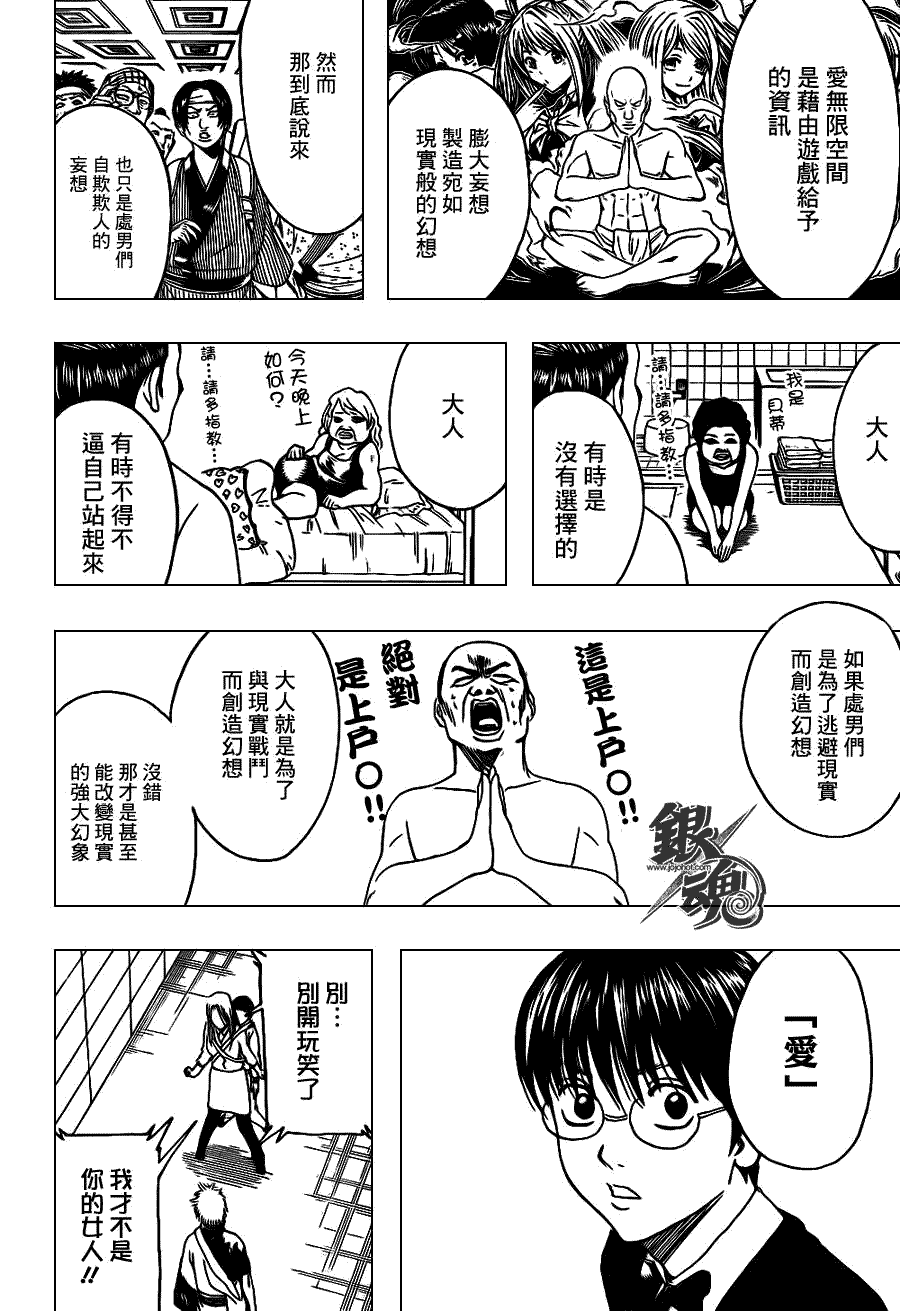 愛無限空間
是藉由遊戲給予
的資訊
膨大妄想
製造宛如
現實般的幻想
然而
那到底說來
也只是處男們
自欺欺人的
妄想
大人
我是
貝蒂
請…請多指教…
有時是
沒有選擇的
大人
今天晚上
如何？
請…請多指教…
有時不得不
逼自己站起來
如果處男們
是為了逃避現實
而創造幻想
這是上戶〇!!
絕對
是上戶〇!!
大人就是為了
與現實戰鬥
而創造幻想
沒錯
那才是甚至
能改變現實
的強大幻象
銀魂
www.jojohot.com
「愛」
別…
別開玩笑了
我才不是
你的女人!!